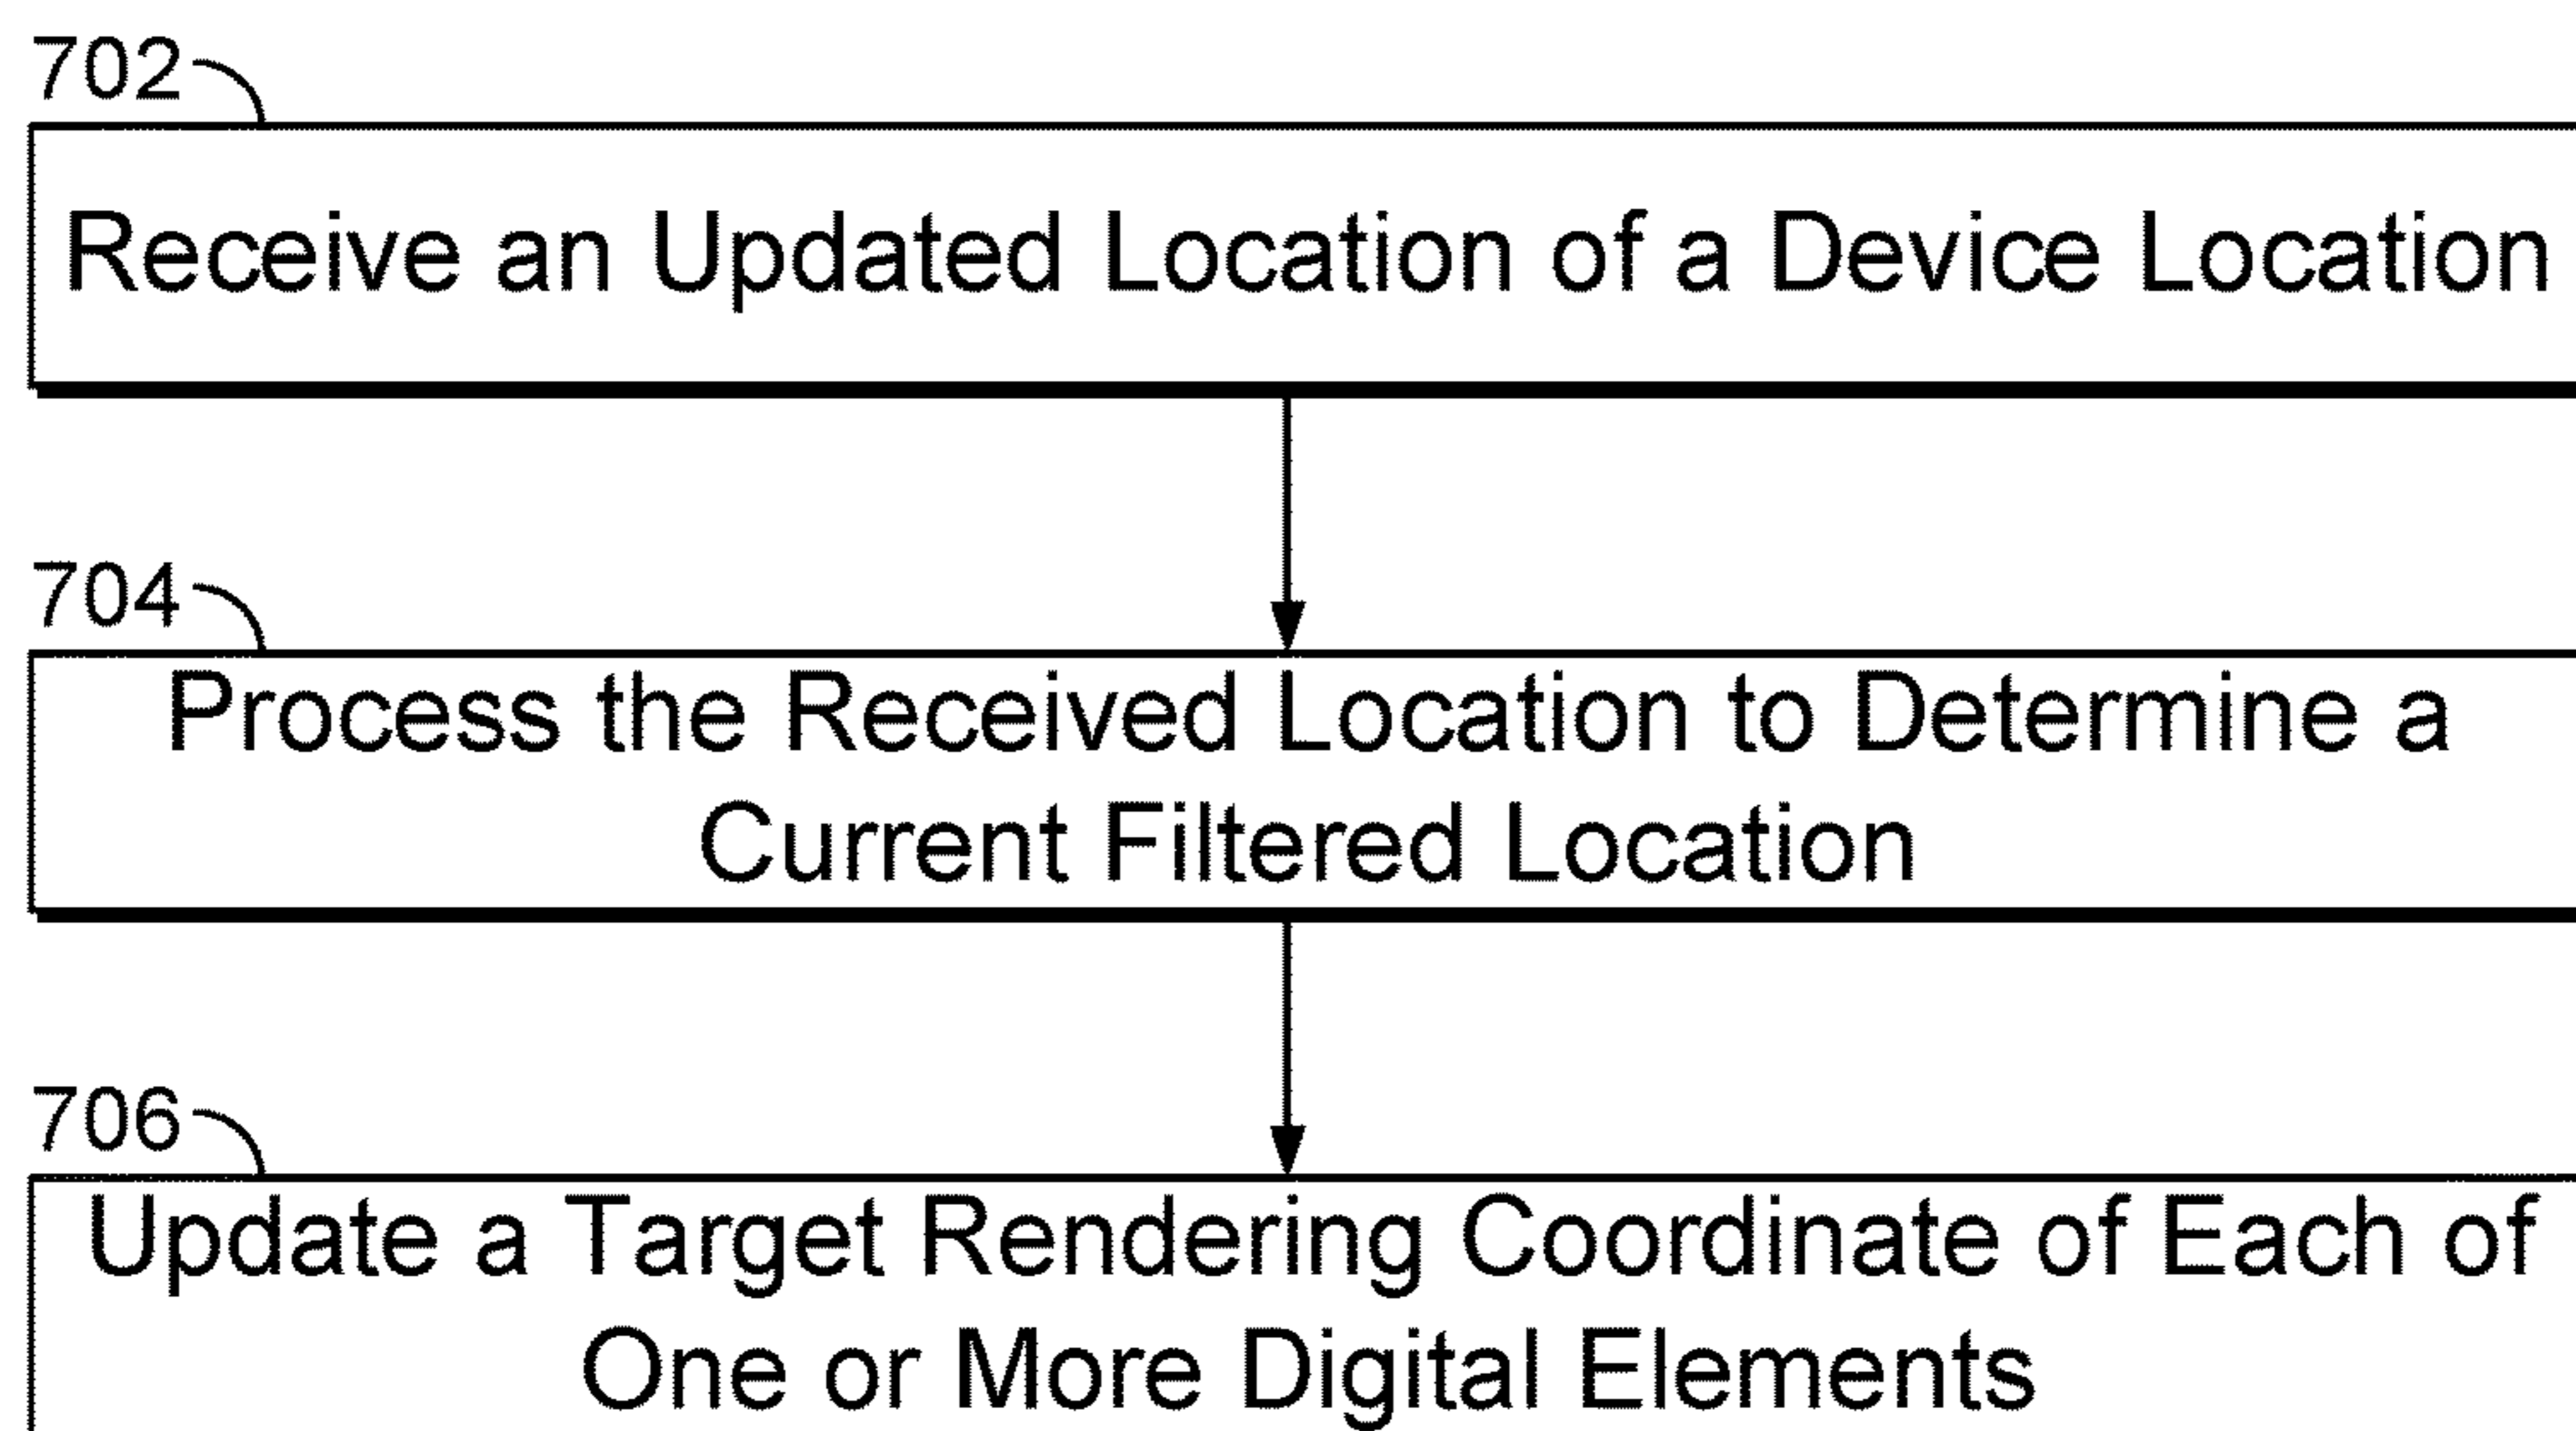 702
Receive an Updated Location of a Device Location
704
Process the Received Location to Determine a
Current Filtered Location
706
Update a Target Rendering Coordinate of Each of
One or More Digital Elements